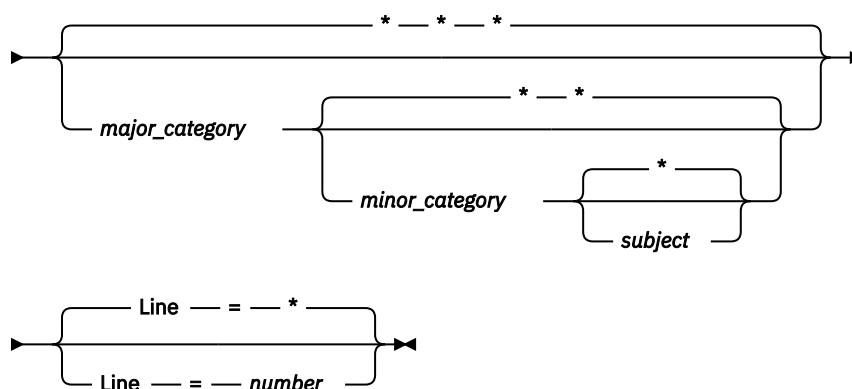 * * *
* *
major_category
*
minor_category
subject
Line = *
Line = number